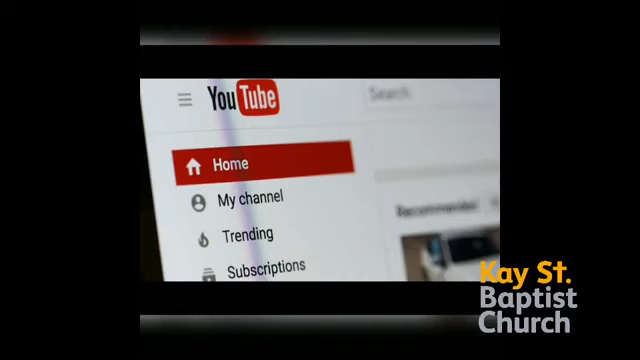 YouTube
Search
Home
Recommended
My channel
Trending
Subscriptions
Kay St.
Baptist
Church